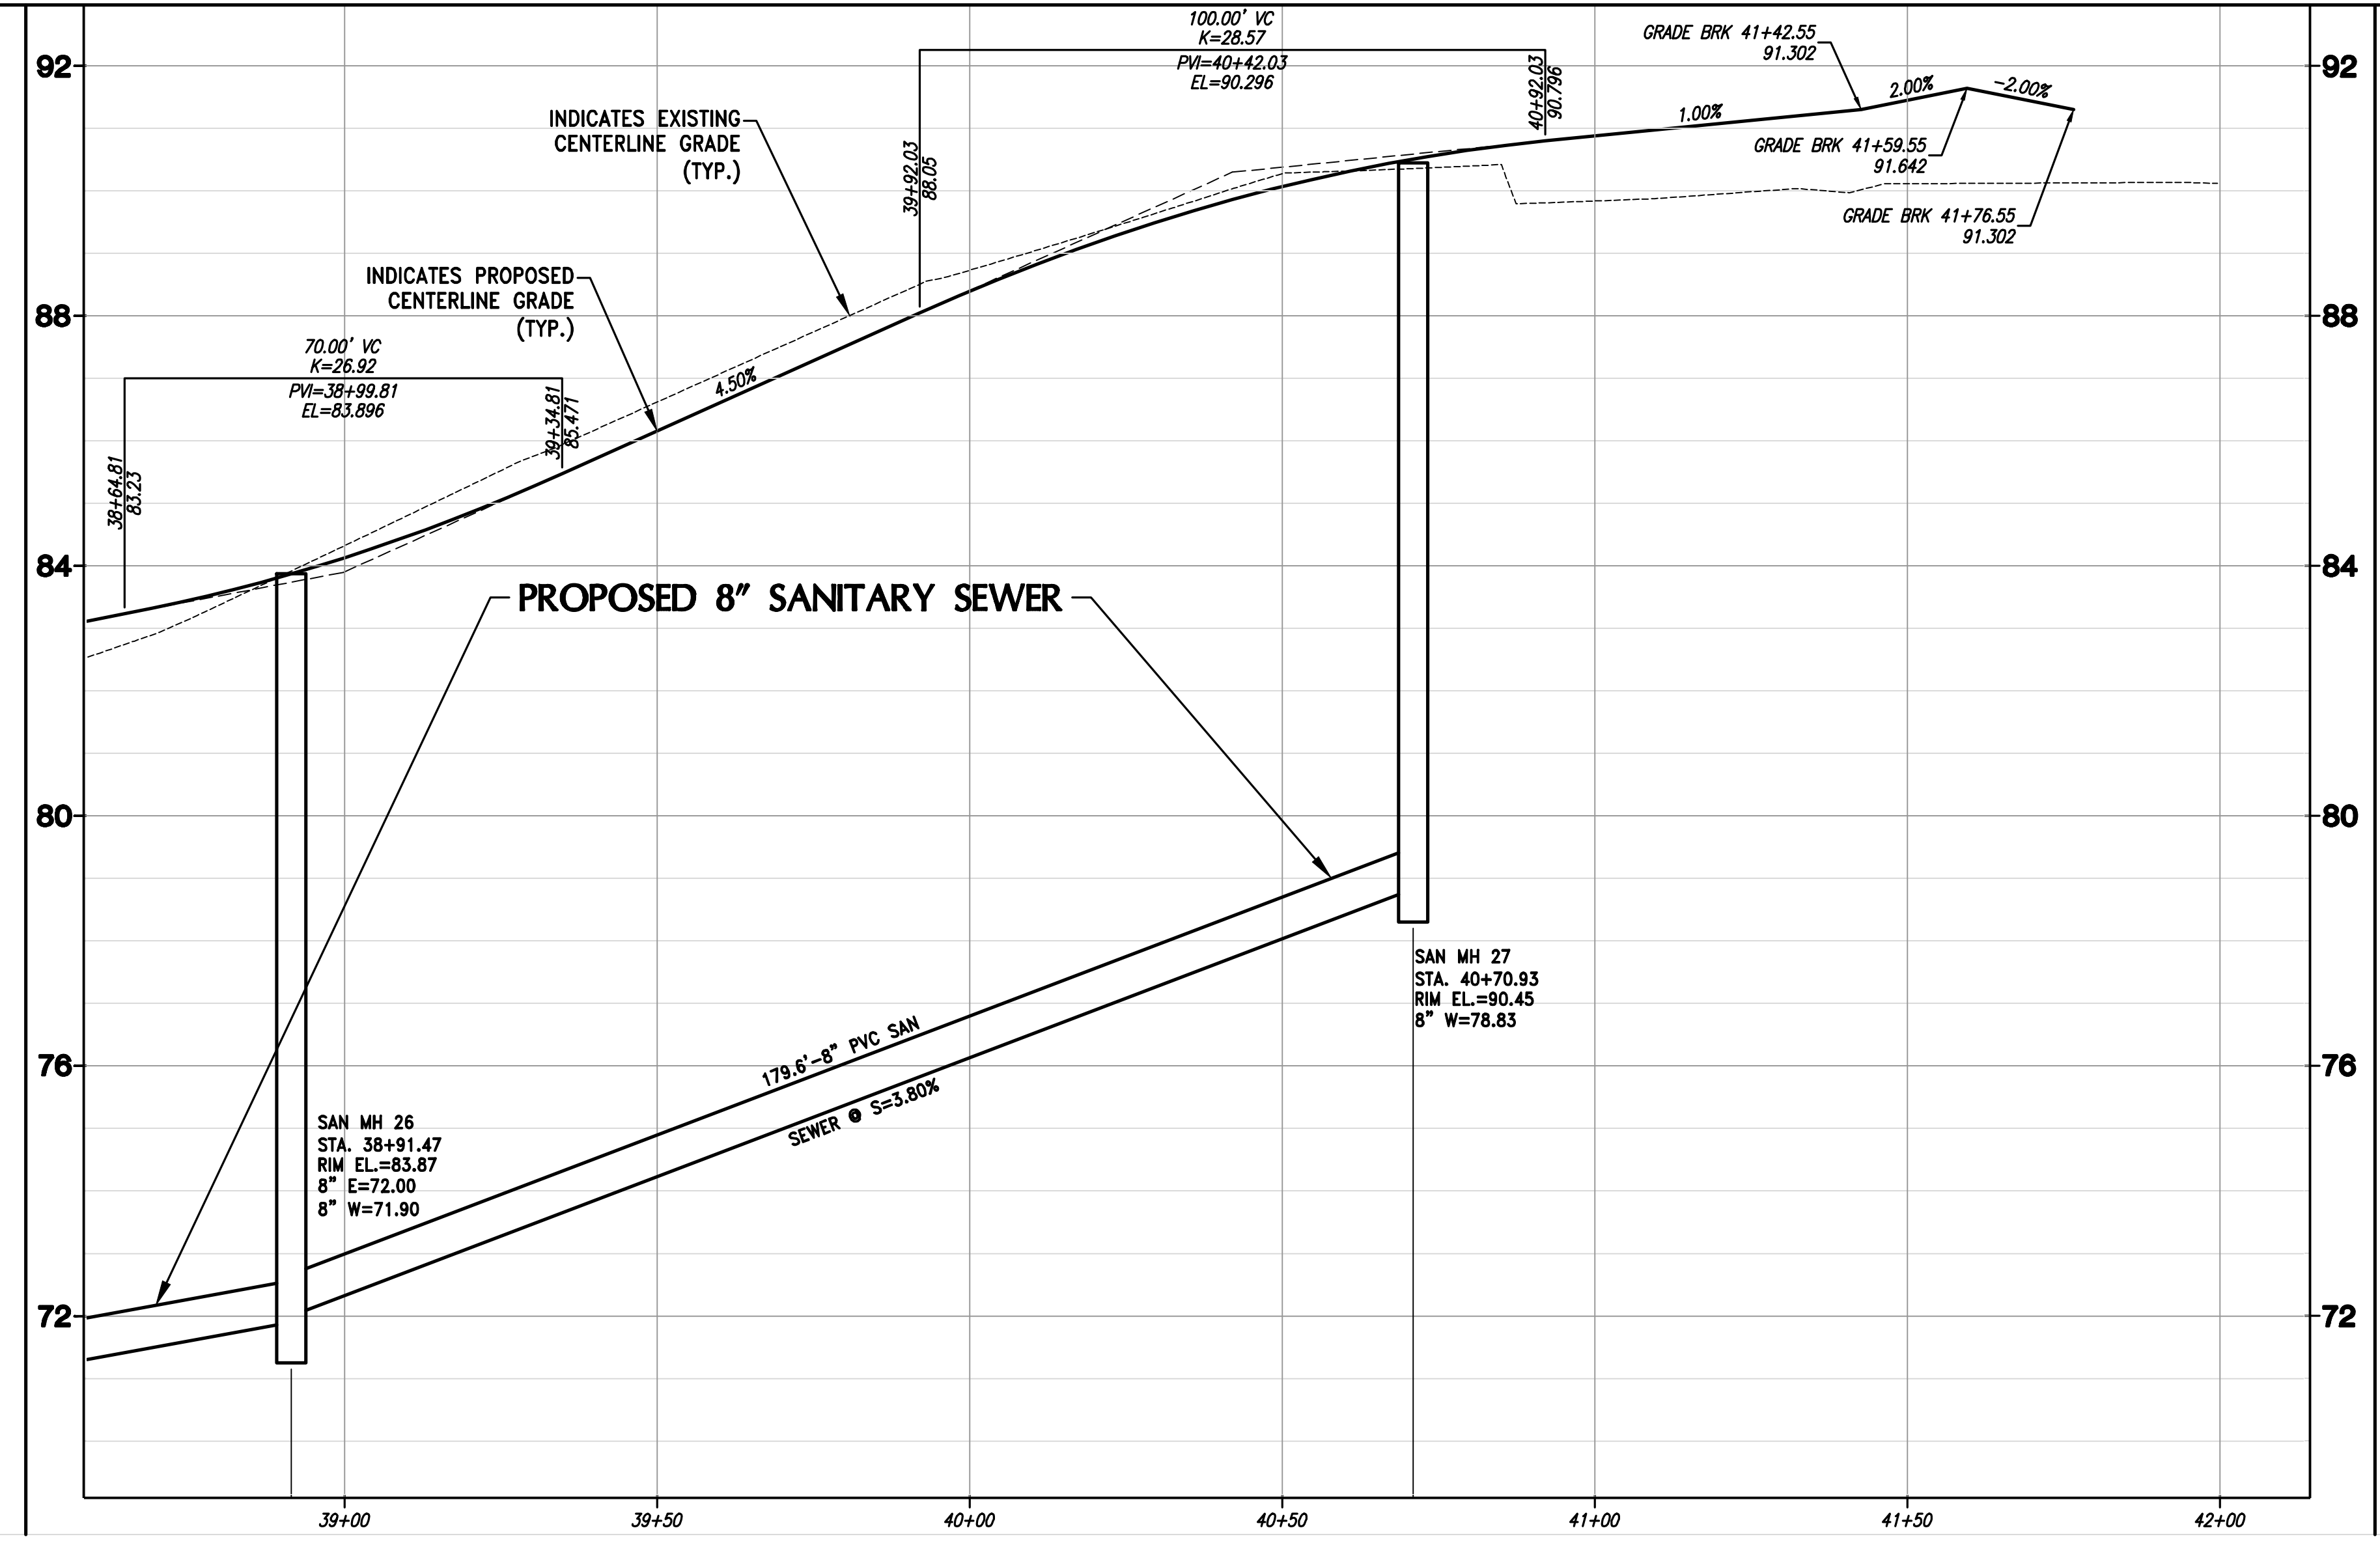 100.00' VC
K=28.57
PVI=40+42.03
EL=90.296
GRADE BRK 41+42.55
91.302
92
92
40+92.03
90.796
2.00%
-2.00%
1.00%
INDICATES EXISTING
CENTERLINE GRADE
(TYP.)
39+92.03
88.05
GRADE BRK 41+59.55
91.642
GRADE BRK 41+76.55
91.302
INDICATES PROPOSED
CENTERLINE GRADE
(TYP.)
88
88
70.00' VC
K=26.92
PVI=38+99.81
EL=83.896
4.50%
39+34.81
85.471
38+64.81
83.23
84
84
PROPOSED 8" SANITARY SEWER
80
80
SAN MH 27
STA. 40+70.93
RIM EL.=90.45
8" W=78.83
179.6'-8" PVC SAN
SEWER @ S=3.80%
76
76
SAN MH 26
STA. 38+91.47
RIM EL.=83.87
8" E=72.00
8" W=71.90
72
72
39+00
39+50
40+00
40+50
41+00
41+50
42+00